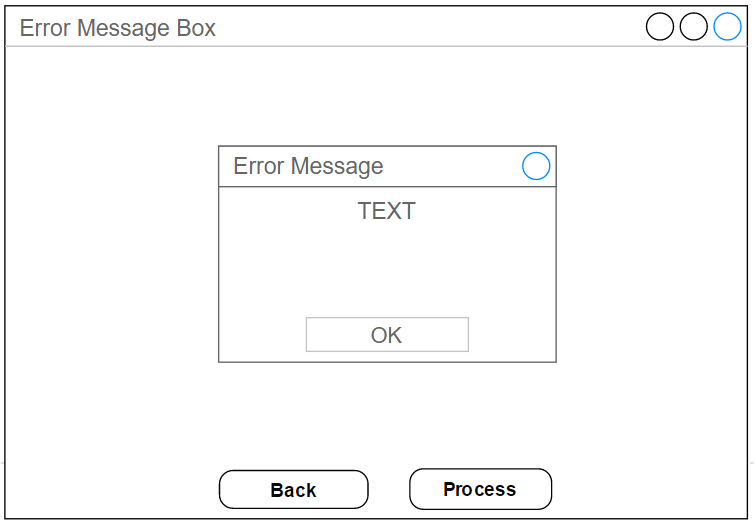 Error Message Box
Error Message
TEXT
OK
Back
Process